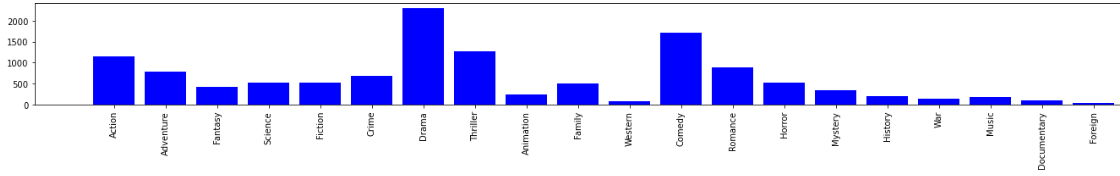 2000
1500
1000
500
0
Action
Adventure
Fantasy
Science
Fiction
Crime
Drama
Thriller
Animation
Family
Western
Comedy
Romance
Horror
Mystery
History
War
Music
Documentary
Foreign